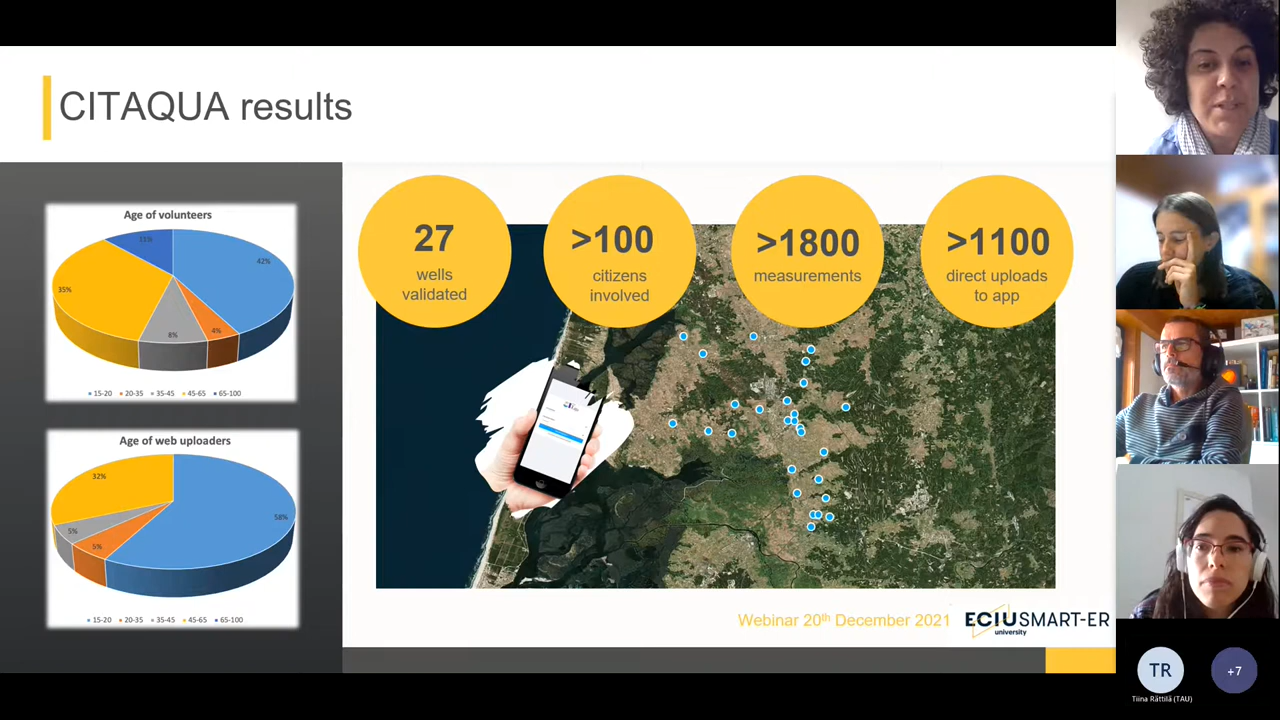 CITAQUA results
Age of volunteers
11%
42%
35%
8%
4%
15-20 20-35 35-45 45-65 65-100
Age of web uploaders
32%
58%
5%
5%
15-20 20-35 35-45 45-65 65-100
27
wells
validated
>100
citizens
involved
>1800
measurements
>1100
direct uploads
to app
Webinar 20th December 2021
ECIU SMART-ER
university
TR
Tiina Rättilä (TAU)
+7